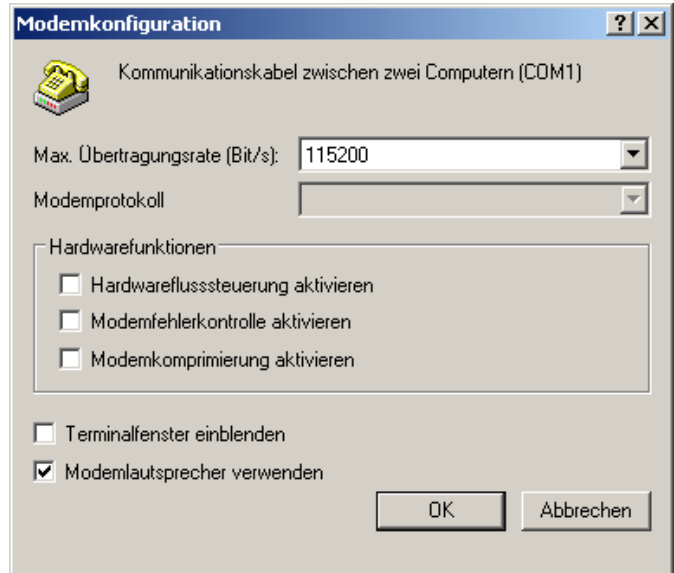 Modemkonfiguration
Kommunikationskabel zwischen zwei Computern (COM1)
Max. Übertragungsrate (Bit/s): 115200
Modemprotokoll
Hardwarefunktionen
Hardwareflusssteuerung aktivieren
Modemfehlerkontrolle aktivieren
Modemkomprimierung aktivieren
Terminalfenster einblenden
Modemlautsprecher verwenden
OK Abbrechen